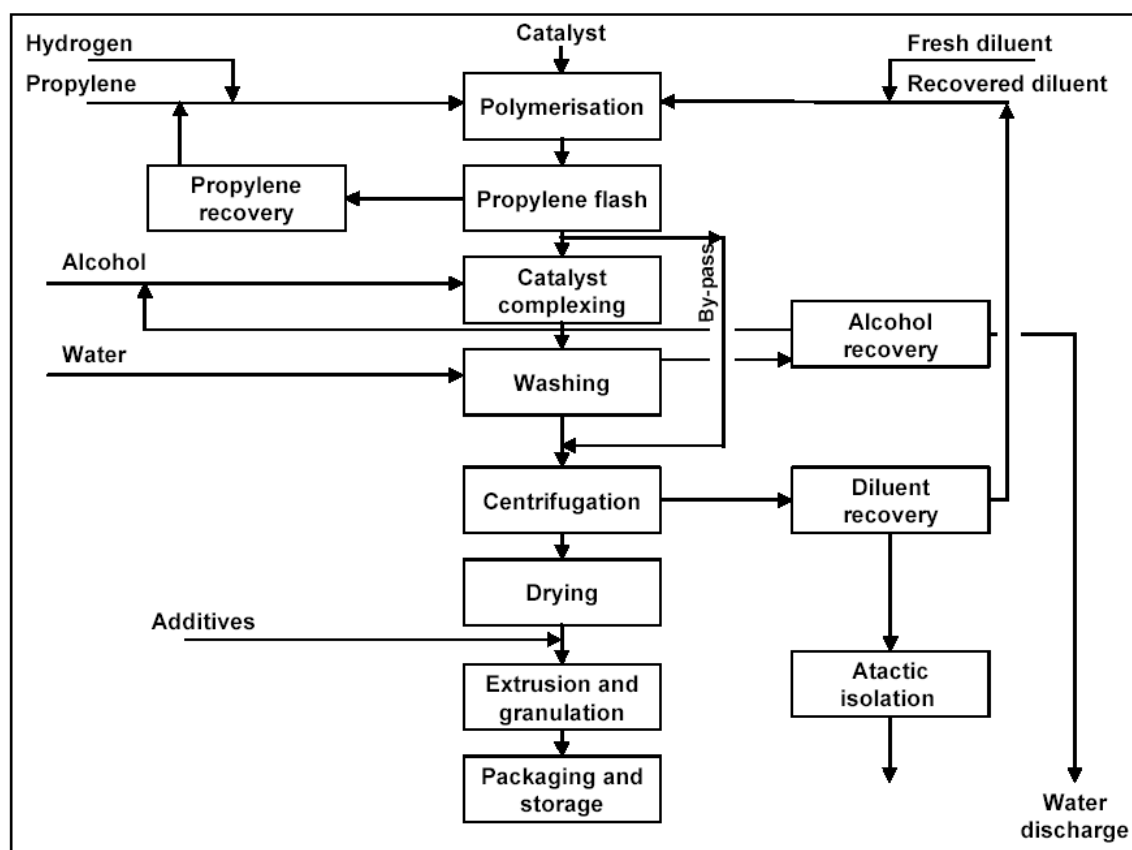 Hydrogen
Catalyst
Fresh diluent
Propylene
Recovered diluent
Polymerisation
Propylene
recovery
Propylene flash
Alcohol
Catalyst
complexing
By-pass
Alcohol
recovery
Water
Washing
Centrifugation
Diluent
recovery
Drying
Additives
Extrusion and
granulation
Atactic
isolation
Packaging and
storage
Water
discharge